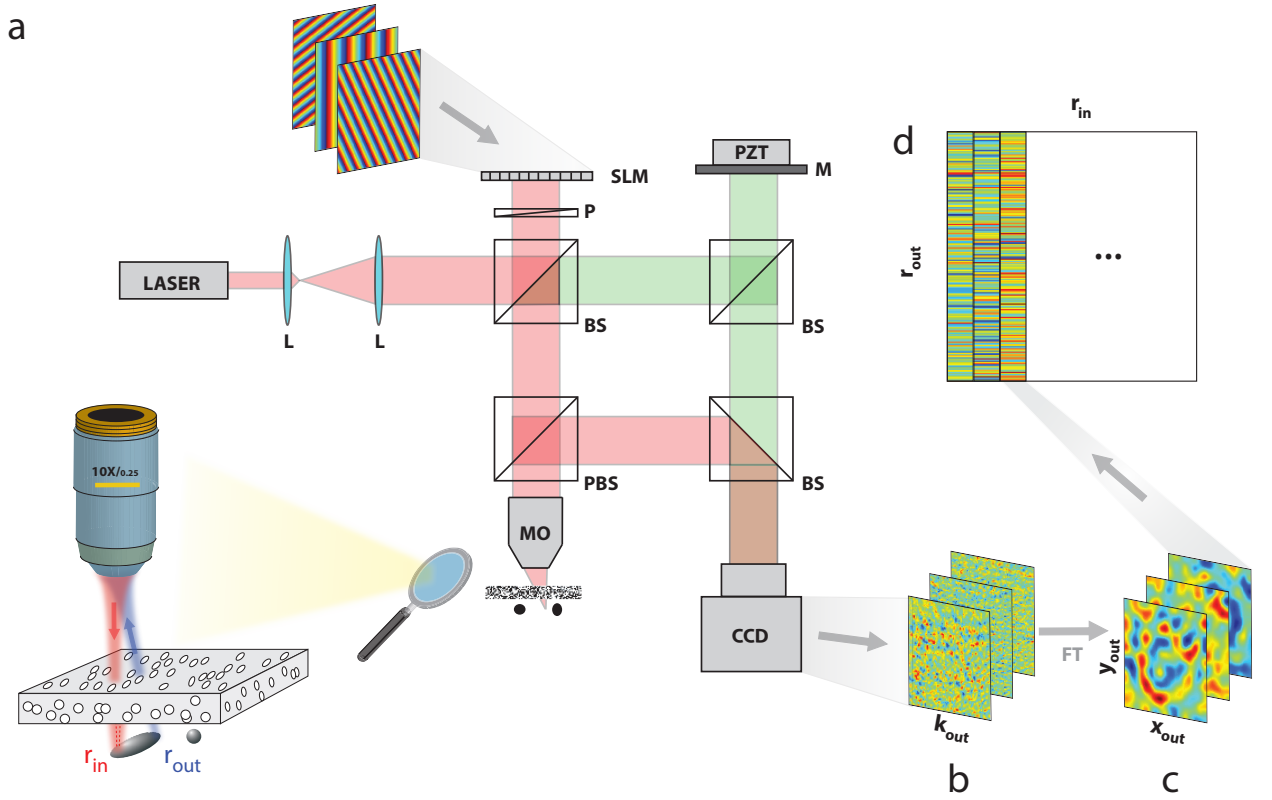 a
SLM
P
LASER
L
L
BS
PZT
M
BS
PBS
BS
MO
CCD
10X/0.25
r_in
r_out
k_out
b
FT
y_out
x_out
c
d
r_in
r_out
...